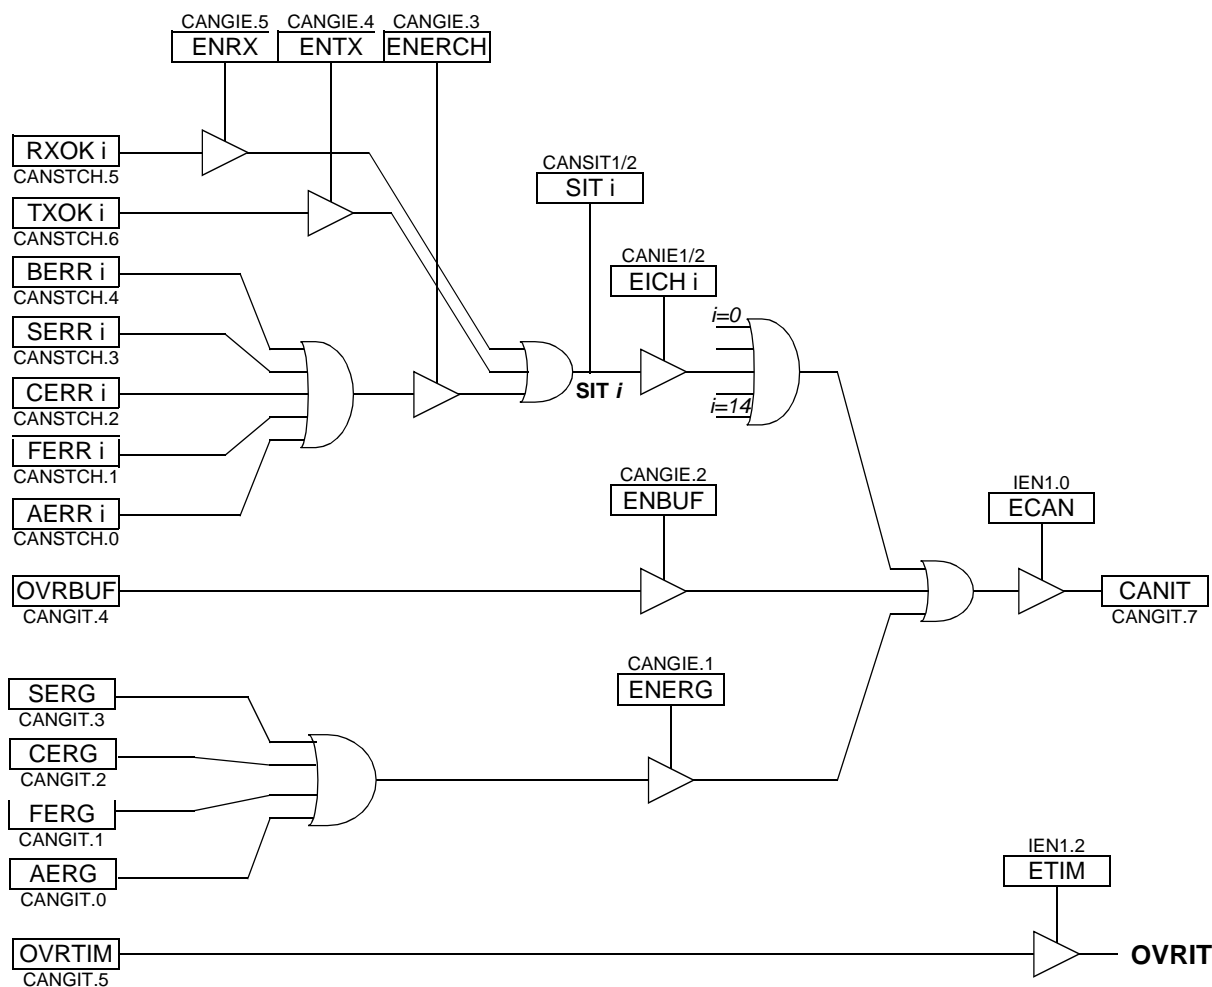 CANGIE.5 CANGIE.4 CANGIE.3
ENRX ENTX ENERCH
RXOK i
CANSTCH.5
TXOK i
CANSTCH.6
BERR i
CANSTCH.4
SERR i
CANSTCH.3
CERR i
CANSTCH.2
FERR i
CANSTCH.1
AERR i
CANSTCH.0
CANSIT1/2
SIT i
SIT i
CANIE1/2
EICH i
i=0
i=14
CANGIE.2
ENBUF
OVRBUF
CANGIT.4
IEN1.0
ECAN
CANIT
CANGIT.7
CANGIE.1
ENERG
SERG
CANGIT.3
CERG
CANGIT.2
FERG
CANGIT.1
AERG
CANGIT.0
IEN1.2
ETIM
OVRTIM
CANGIT.5
OVRIT